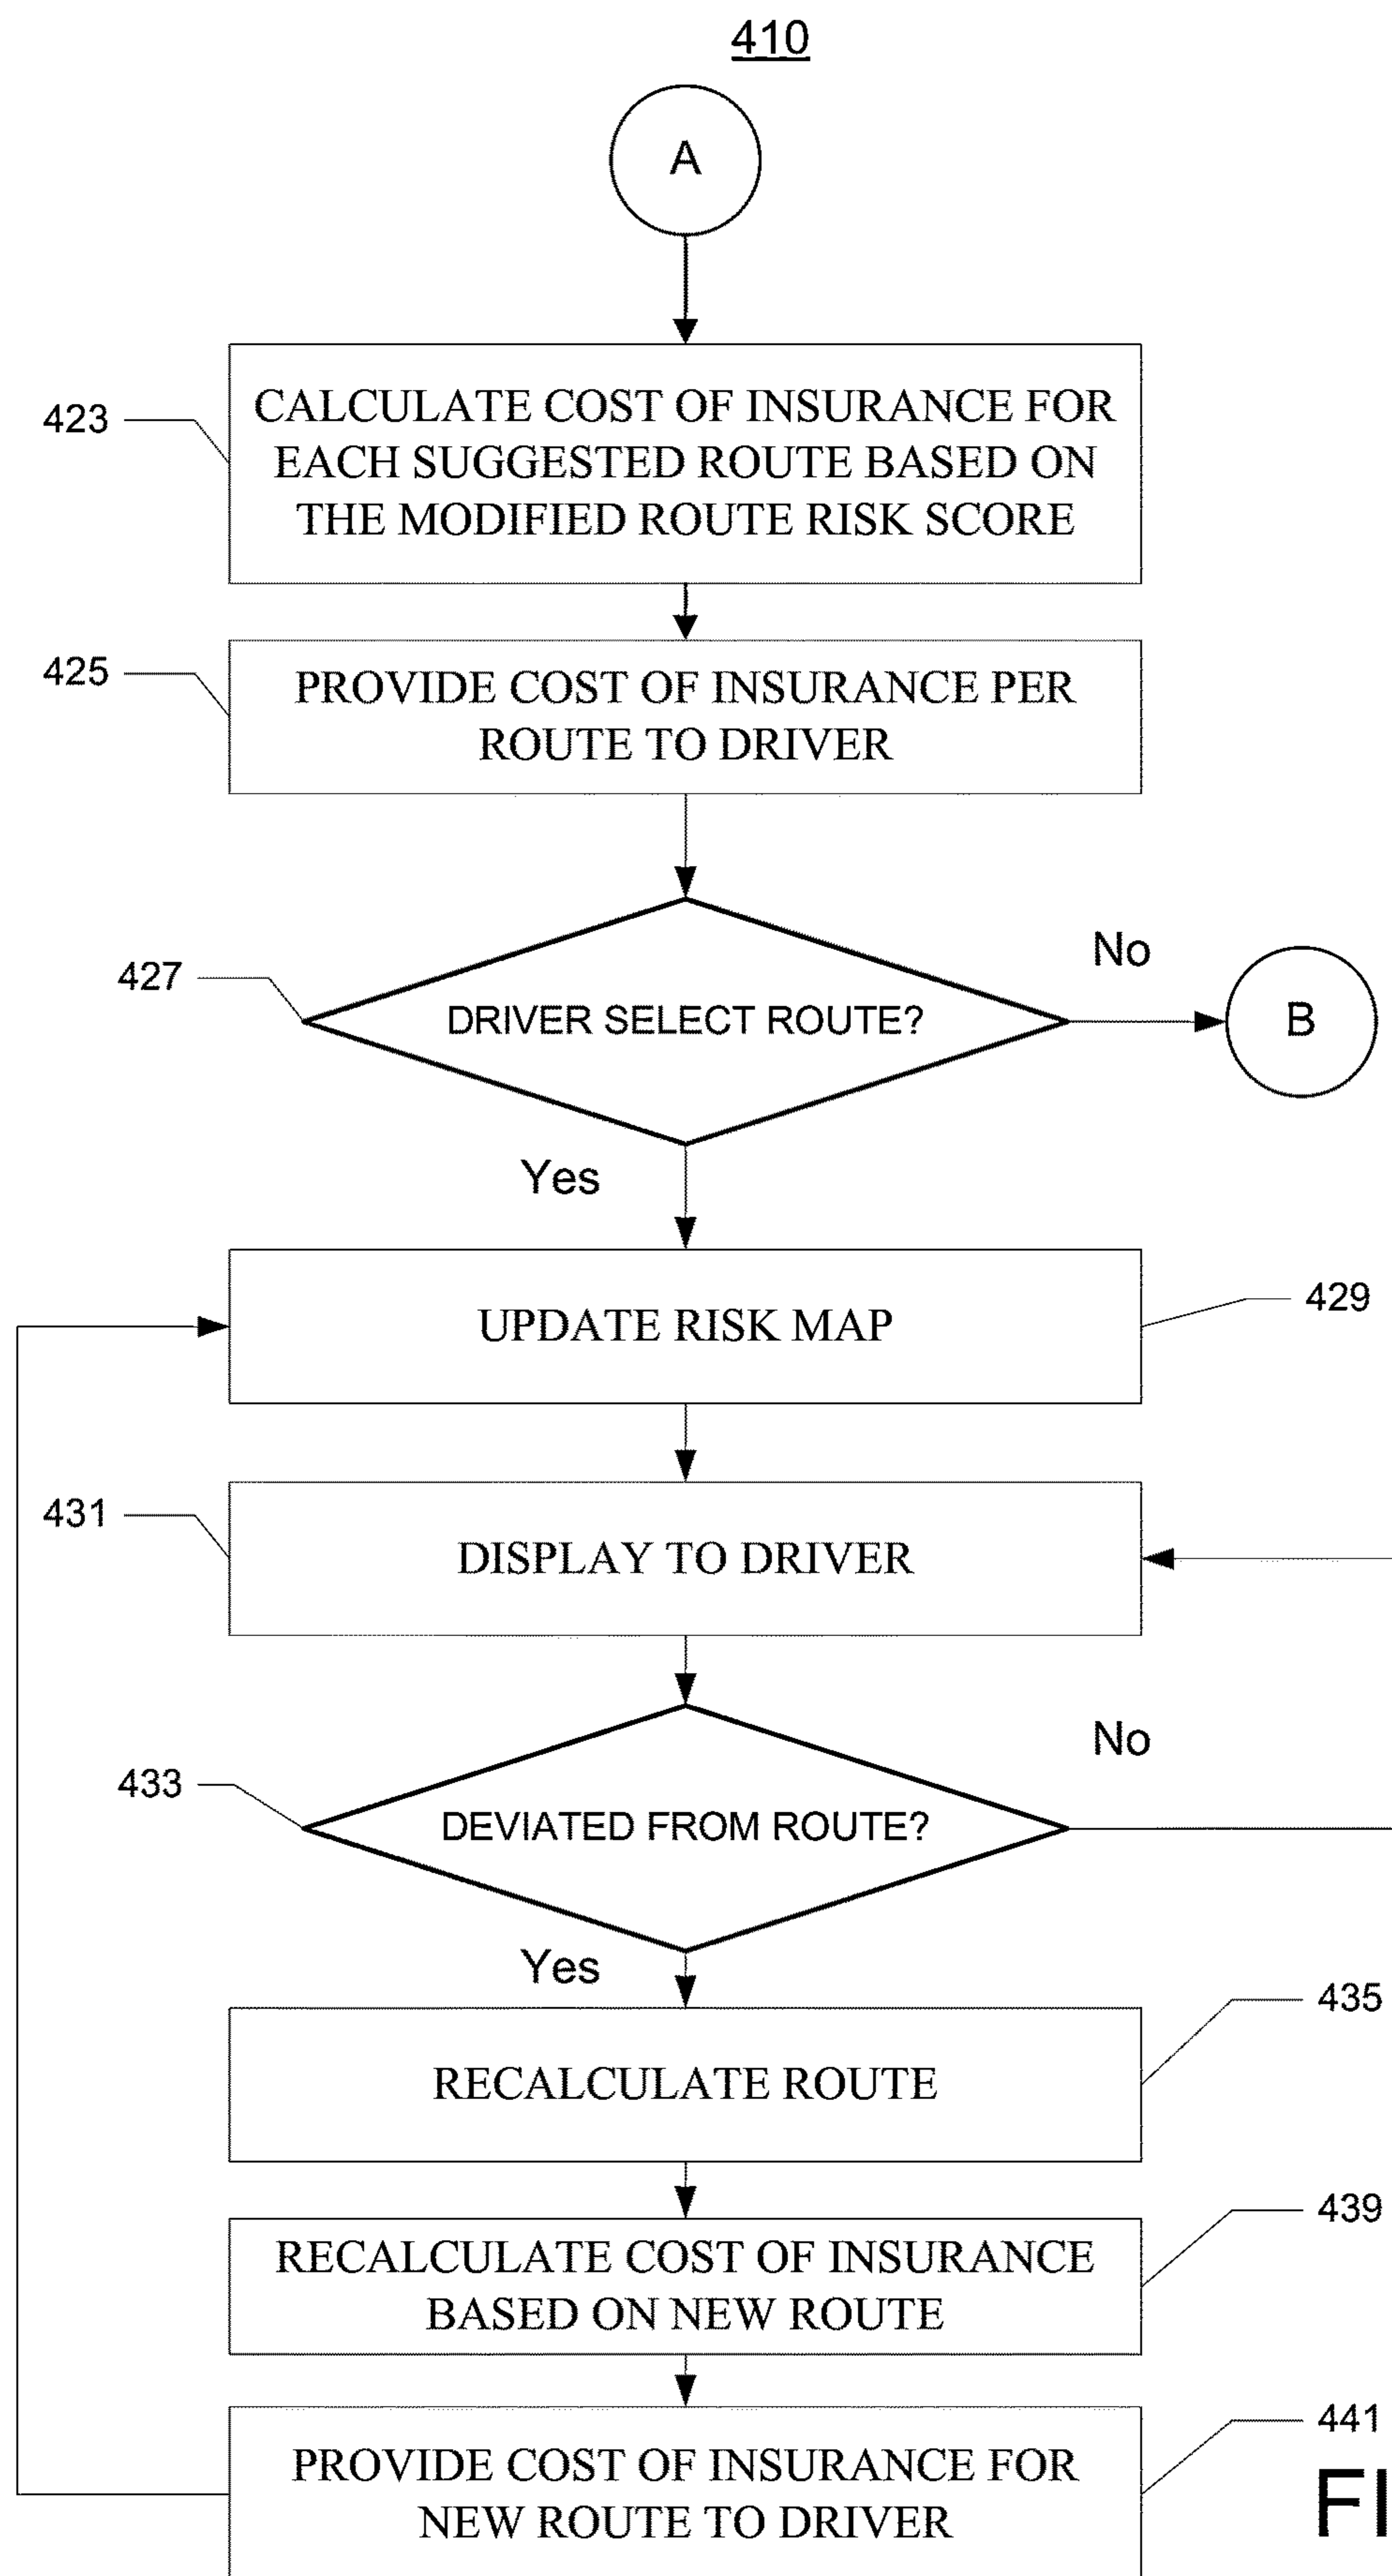 410
A
423
CALCULATE COST OF INSURANCE FOR
EACH SUGGESTED ROUTE BASED ON
THE MODIFIED ROUTE RISK SCORE
425
PROVIDE COST OF INSURANCE PER
ROUTE TO DRIVER
427
DRIVER SELECT ROUTE?
No
B
Yes
UPDATE RISK MAP
429
431
DISPLAY TO DRIVER
433
DEVIATED FROM ROUTE?
No
Yes
435
RECALCULATE ROUTE
439
RECALCULATE COST OF INSURANCE
BASED ON NEW ROUTE
441
PROVIDE COST OF INSURANCE FOR
NEW ROUTE TO DRIVER
FI